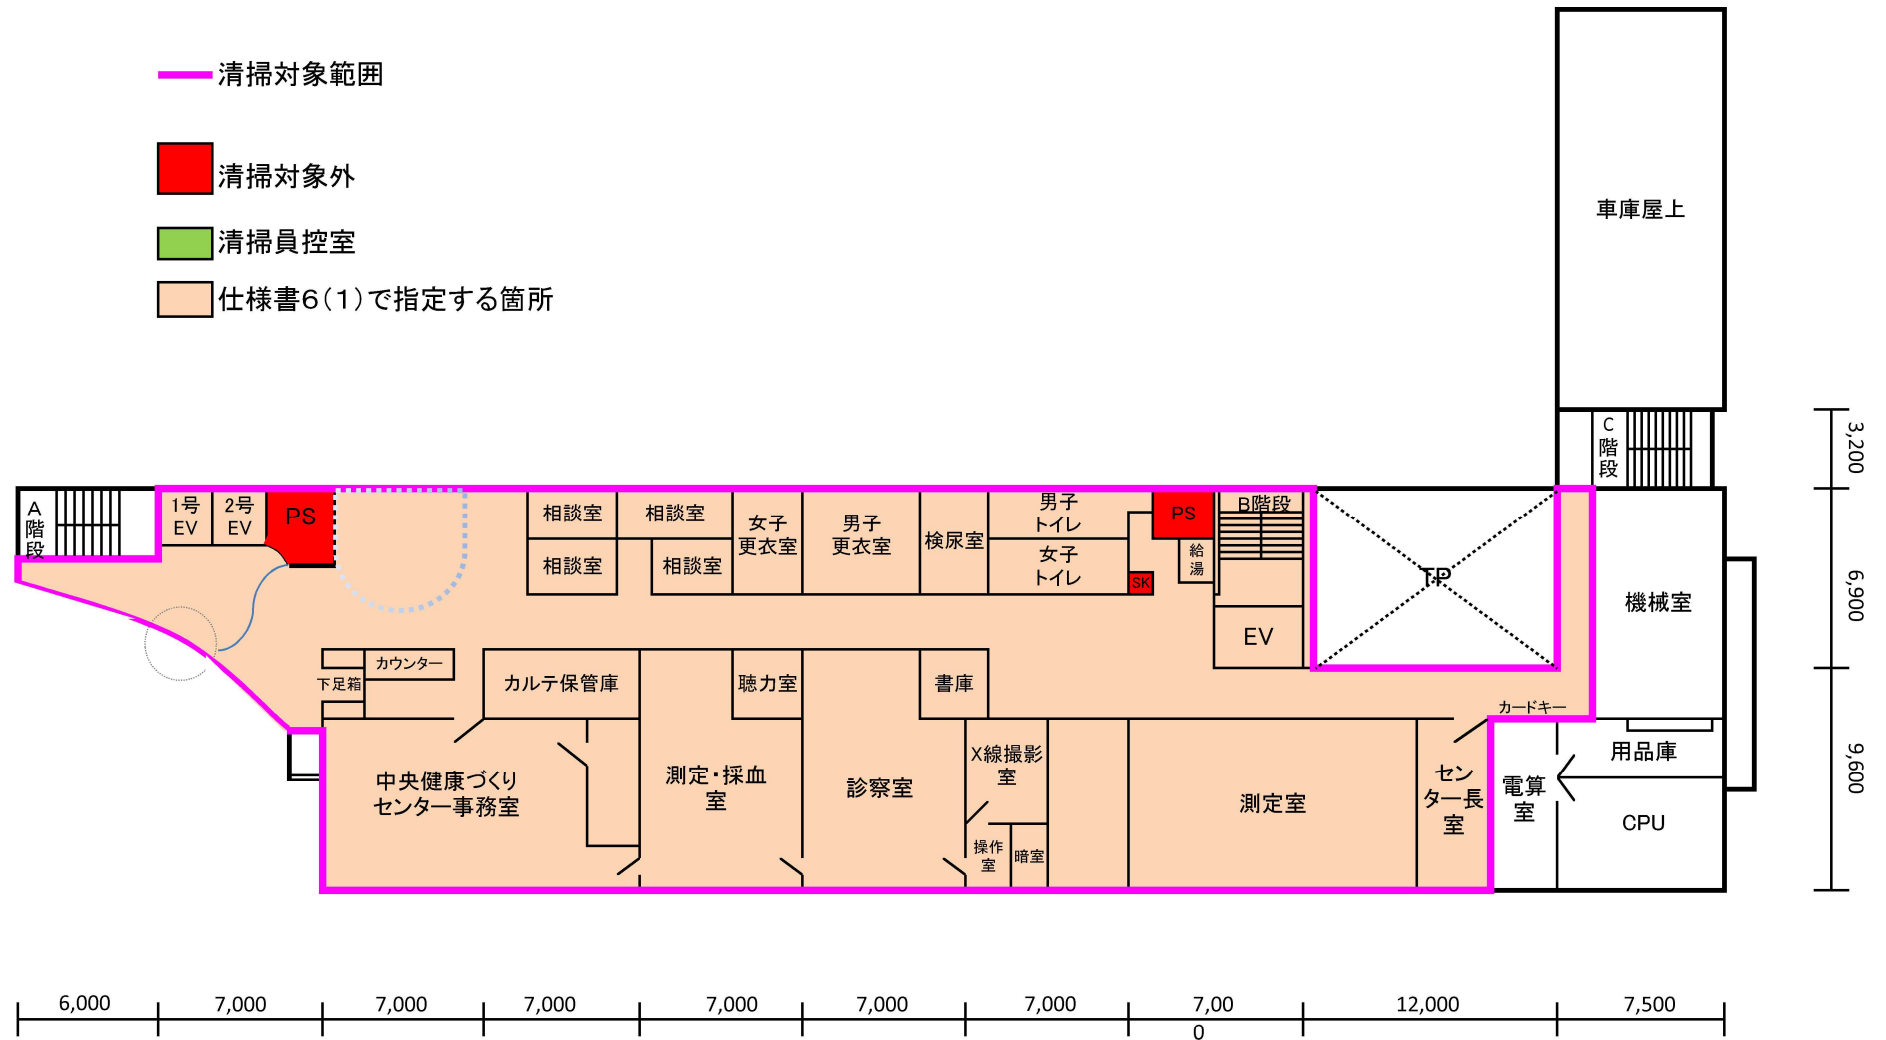 清掃対象範囲
清掃対象外
清掃員控室
仕様書6(1)で指定する箇所
車庫屋上
C
階
段
3,200
A
階
段
1号
EV
2号
EV
PS
相談室
相談室
相談室
相談室
女子
更衣室
男子
更衣室
検尿室
男子
トイレ
女子
トイレ
PS
SK
給
湯
B階段
EV
TP
機械室
6,900
カウンター
下足箱
カルテ保管庫
聴力室
書庫
カードキー
中央健康づくり
センター事務室
測定・採血
室
診察室
X線撮影
室
操作
室
暗室
測定室
セン
ター長
室
電算
室
用品庫
CPU
9,600
6,000
7,000
7,000
7,000
7,000
7,000
7,000
7,00
0
12,000
7,500